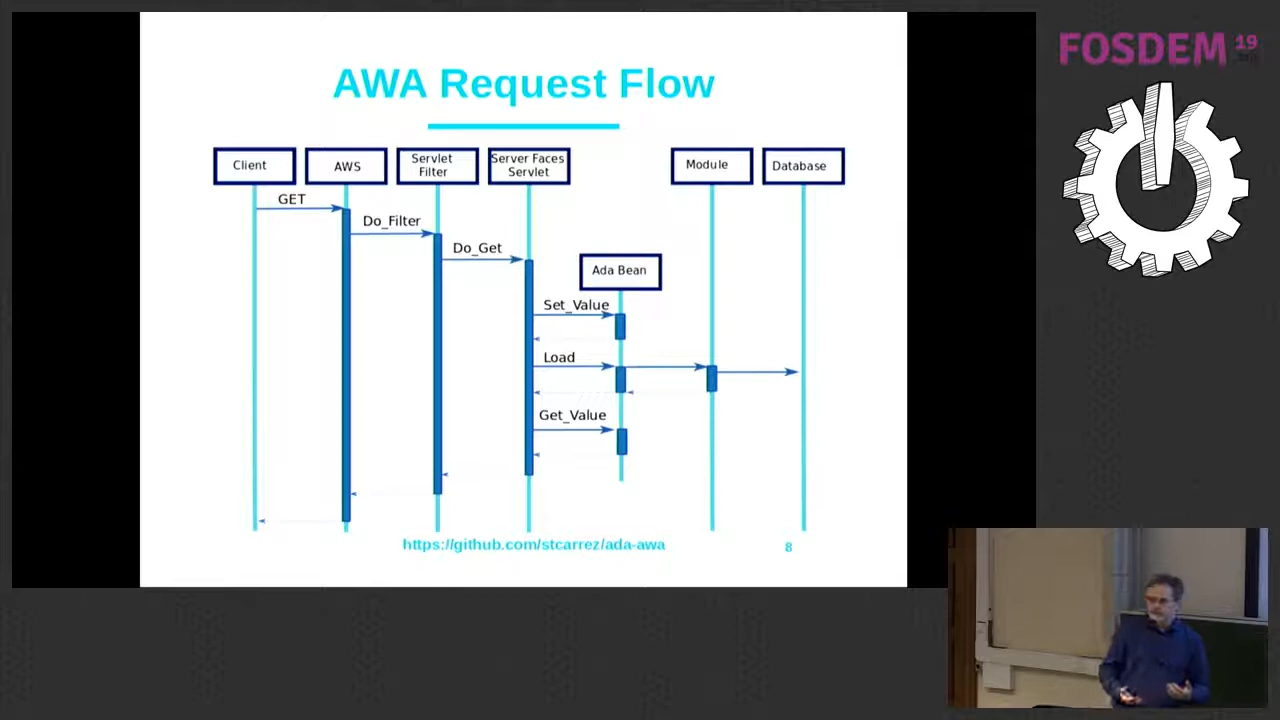 FOSDEM 19
AWA Request Flow
Client
AWS
Servlet
Filter
Server Faces
Servlet
Module
Database
GET
Do_Filter
Do_Get
Ada Bean
Set_Value
Load
Get_Value
https://github.com/stcarrez/ada-awa
8